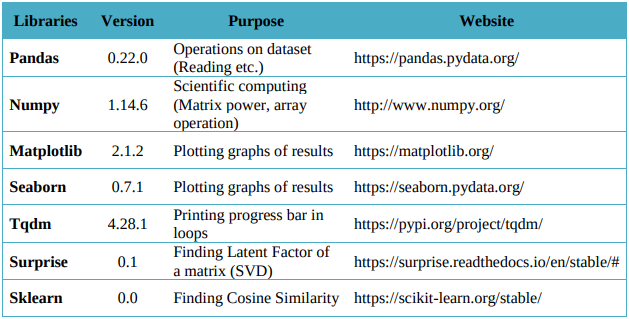 Libraries Version Purpose Website
Pandas 0.22.0 Operations on dataset (Reading etc.) https://pandas.pydata.org/
Numpy 1.14.6 Scientific computing (Matrix power, array operation) http://www.numpy.org/
Matplotlib 2.1.2 Plotting graphs of results https://matplotlib.org/
Seaborn 0.7.1 Plotting graphs of results https://seaborn.pydata.org/
Tqdm 4.28.1 Printing progress bar in loops https://pypi.org/project/tqdm/
Surprise 0.1 Finding Latent Factor of a matrix (SVD) https://surprise.readthedocs.io/en/stable/#
Sklearn 0.0 Finding Cosine Similarity https://scikit-learn.org/stable/